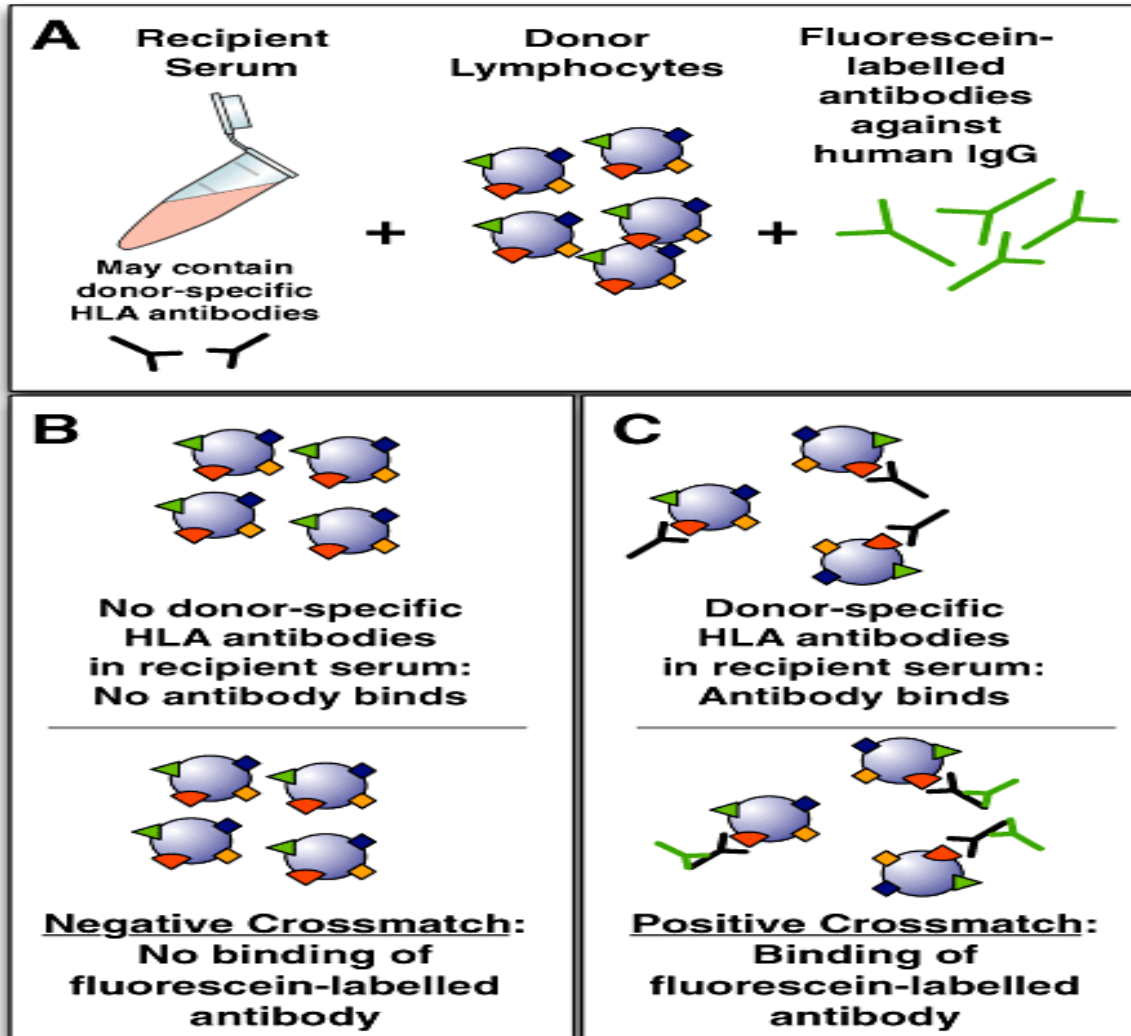 A
Recipient
Serum
May contain
donor-specific
HLA antibodies
+
Donor
Lymphocytes
+
Fluorescein-
labelled
antibodies
against
human IgG
B
No donor-specific
HLA antibodies
in recipient serum:
No antibody binds
Negative Crossmatch:
No binding of
fluorescein-labelled
antibody
C
Donor-specific
HLA antibodies
in recipient serum:
Antibody binds
Positive Crossmatch:
Binding of
fluorescein-labelled
antibody